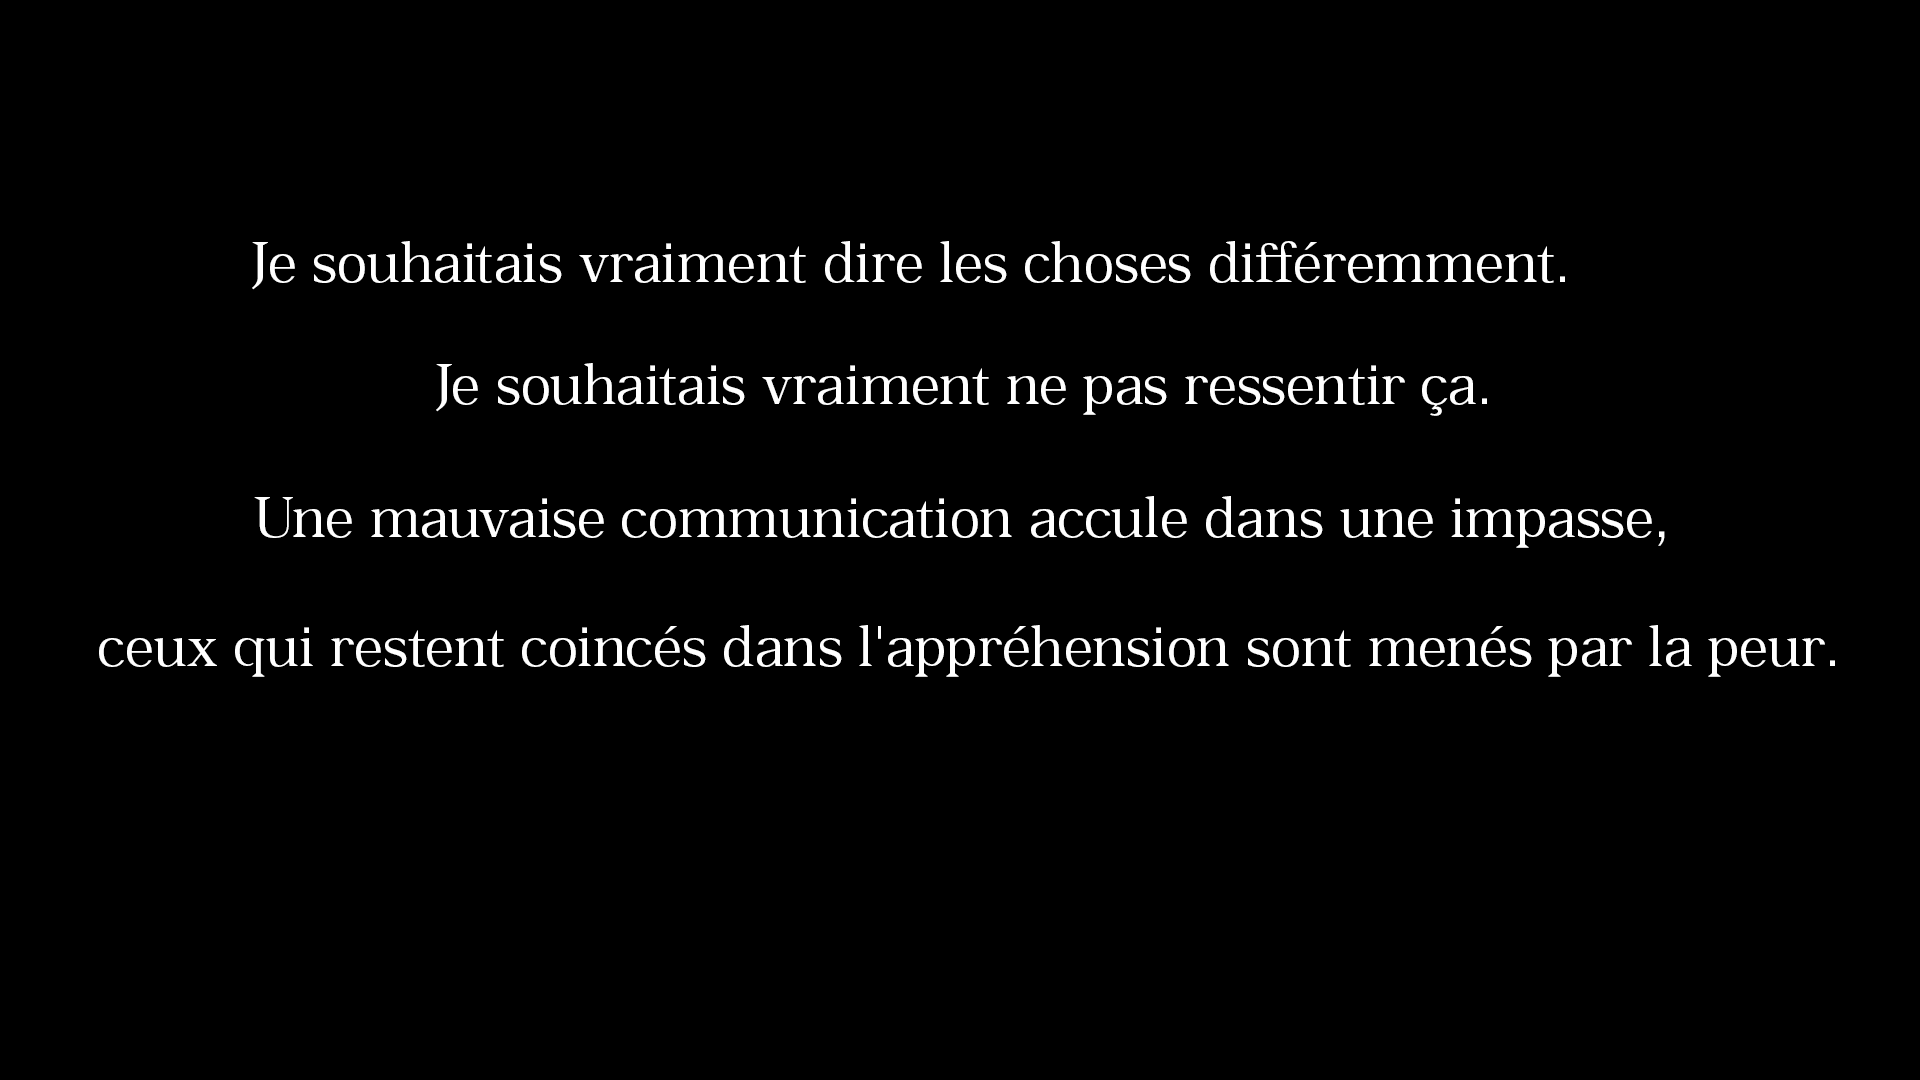 Je souhaitais vraiment dire les choses différemment.
Je souhaitais vraiment ne pas ressentir ça.
Une mauvaise communication accule dans une impasse,
ceux qui restent coincés dans l'appréhension sont menés par la peur.